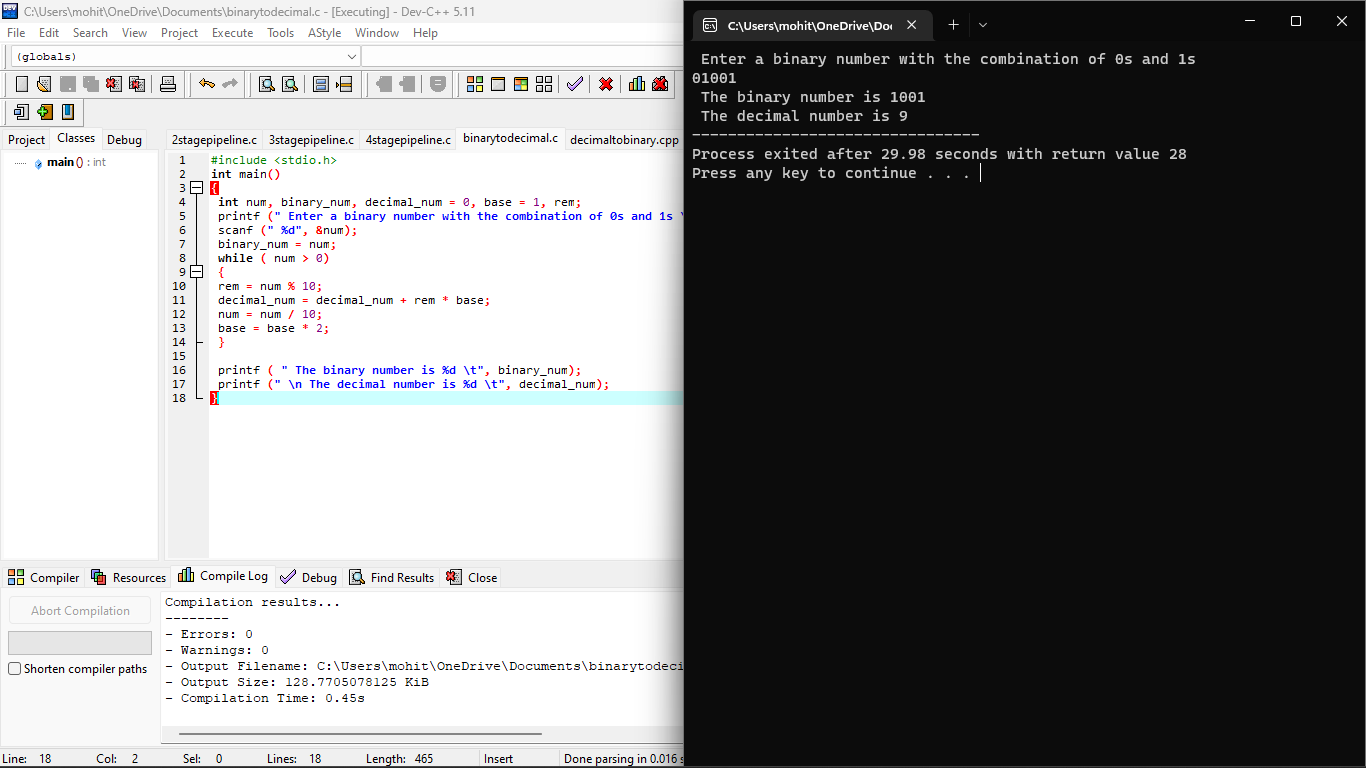 C:\Users\mohit\OneDrive\Documents\binarytodecimal.c - [Executing] - Dev-C++ 5.11
File Edit Search View Project Execute Tools AStyle Window Help
(globals)
Project Classes Debug
2stagepipeline.c 3stagepipeline.c 4stagepipeline.c binarytodecimal.c decimaltobinary.cpp
main () : int
1 #include <stdio.h>
2 int main()
3 {
4 int num, binary_num, decimal_num = 0, base = 1, rem;
5 printf (" Enter a binary number with the combination of 0s and 1s \
6 scanf (" %d", &num);
7 binary_num = num;
8 while ( num > 0)
9 {
10 rem = num % 10;
11 decimal_num = decimal_num + rem * base;
12 num = num / 10;
13 base = base * 2;
14 }
15
16 printf ( " The binary number is %d \t", binary_num);
17 printf (" \n The decimal number is %d \t", decimal_num);
18 }
Compiler Resources Compile Log Debug Find Results Close
Abort Compilation
Shorten compiler paths
Compilation results...
--------
- Errors: 0
- Warnings: 0
- Output Filename: C:\Users\mohit\OneDrive\Documents\binarytodeci
- Output Size: 128.7705078125 KiB
- Compilation Time: 0.45s
Line: 18 Col: 2 Sel: 0 Lines: 18 Length: 465 Insert Done parsing in 0.016 s
C:\Users\mohit\OneDrive\Doc
Enter a binary number with the combination of 0s and 1s
01001
The binary number is 1001
The decimal number is 9
--------------------------------
Process exited after 29.98 seconds with return value 28
Press any key to continue . . .